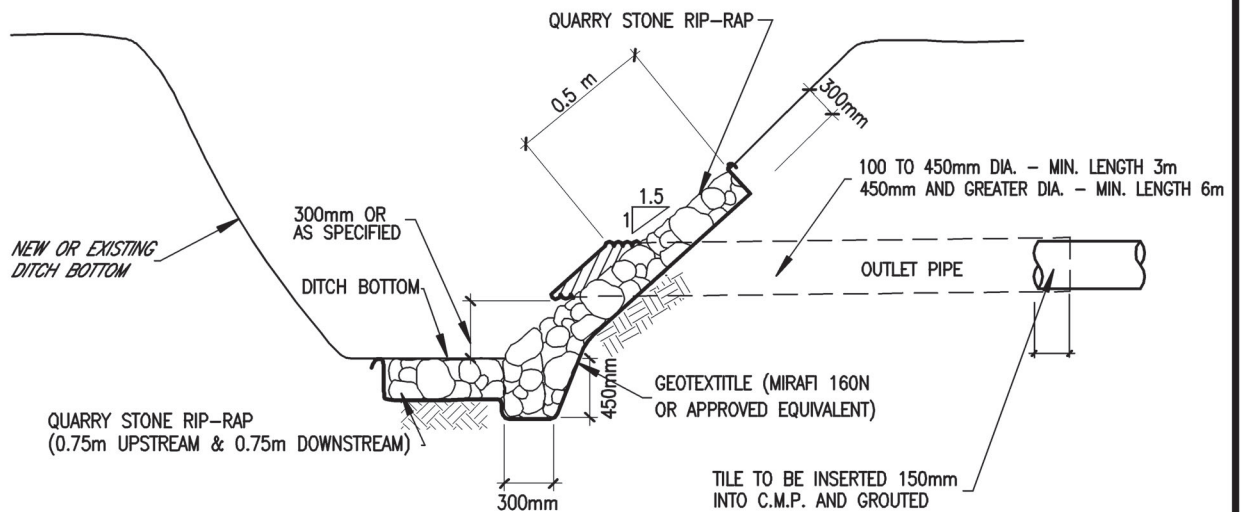 QUARRY STONE RIP-RAP
0.5 m
300mm
100 TO 450mm DIA. - MIN. LENGTH 3m
450mm AND GREATER DIA. - MIN. LENGTH 6m
1.5
1
300mm OR
AS SPECIFIED
NEW OR EXISTING
DITCH BOTTOM
DITCH BOTTOM
OUTLET PIPE
450mm
GEOTEXTITLE (MIRAFI 160N
OR APPROVED EQUIVALENT)
QUARRY STONE RIP-RAP
(0.75m UPSTREAM & 0.75m DOWNSTREAM)
300mm
TILE TO BE INSERTED 150mm
INTO C.M.P. AND GROUTED